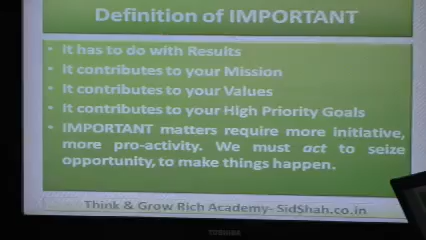 Definition of IMPORTANT
• It has to do with Results
• It contributes to your Mission
• It contributes to your Values
• It contributes to your High Priority Goals
• IMPORTANT matters require more initiative,
more pro-activity. We must act to seize
opportunity, to make things happen.
Think & Grow Rich Academy- SidShah.co.in
TOSHIBA